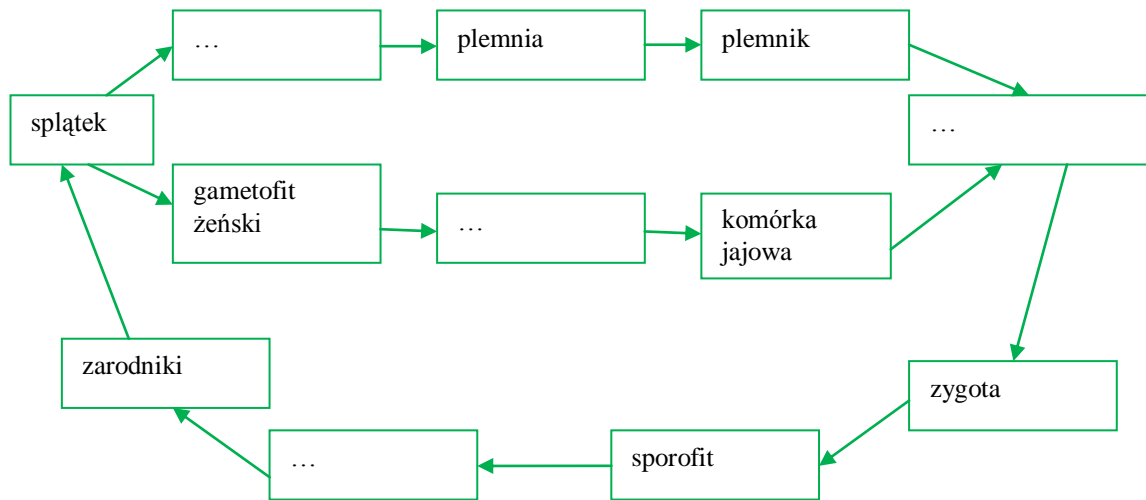 …
plemnia
plemnik
splątek
…
gametofit
żeński
…
komórka
jajowa
zarodniki
zygota
…
sporofit